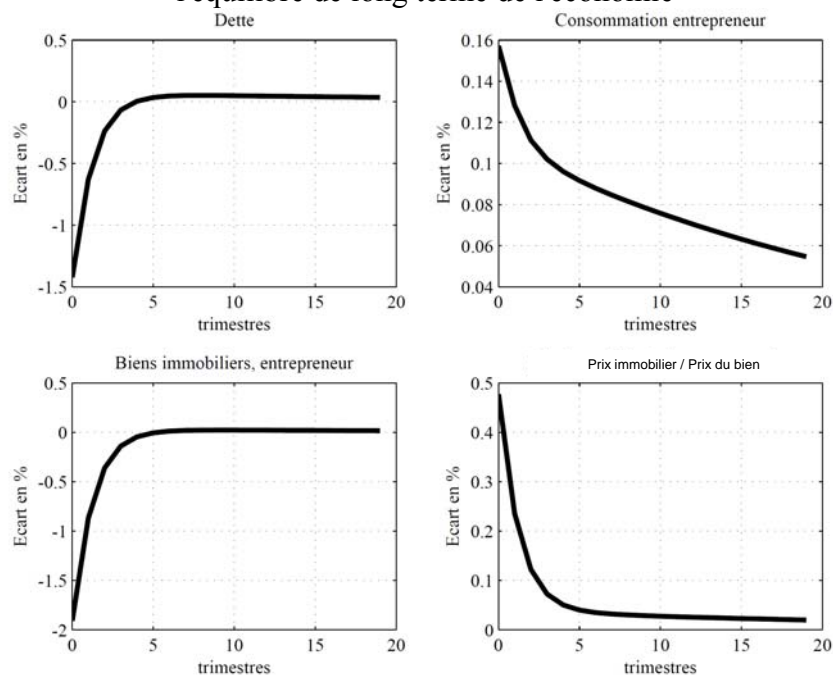 l'équilibre de long terme de l'économie
Dette
Consommation entrepreneur
0.5
0
-0.5
-1
-1.5
Ecart en %
0 5 10 15 20
trimestres
0.16
0.14
0.12
0.1
0.08
0.06
0.04
Ecart en %
0 5 10 15 20
trimestres
Biens immobiliers, entrepreneur
Prix immobilier / Prix du bien
0.5
0
-0.5
-1
-1.5
-2
Ecart en %
0 5 10 15 20
trimestres
0.5
0.4
0.3
0.2
0.1
0
Ecart en %
0 5 10 15 20
trimestres